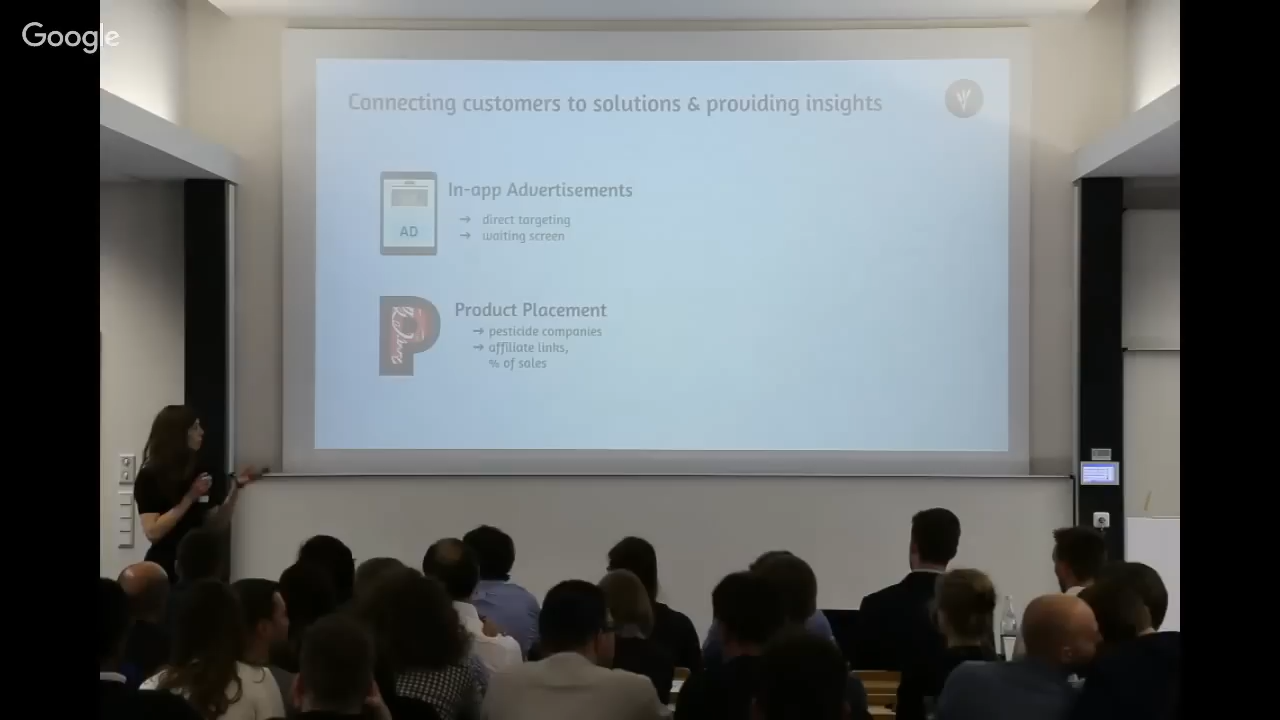 Google
Connecting customers to solutions & providing insights
In-app Advertisements
→ direct targeting
→ waiting screen
AD
Product Placement
→ pesticide companies
→ affiliate links,
% of sales